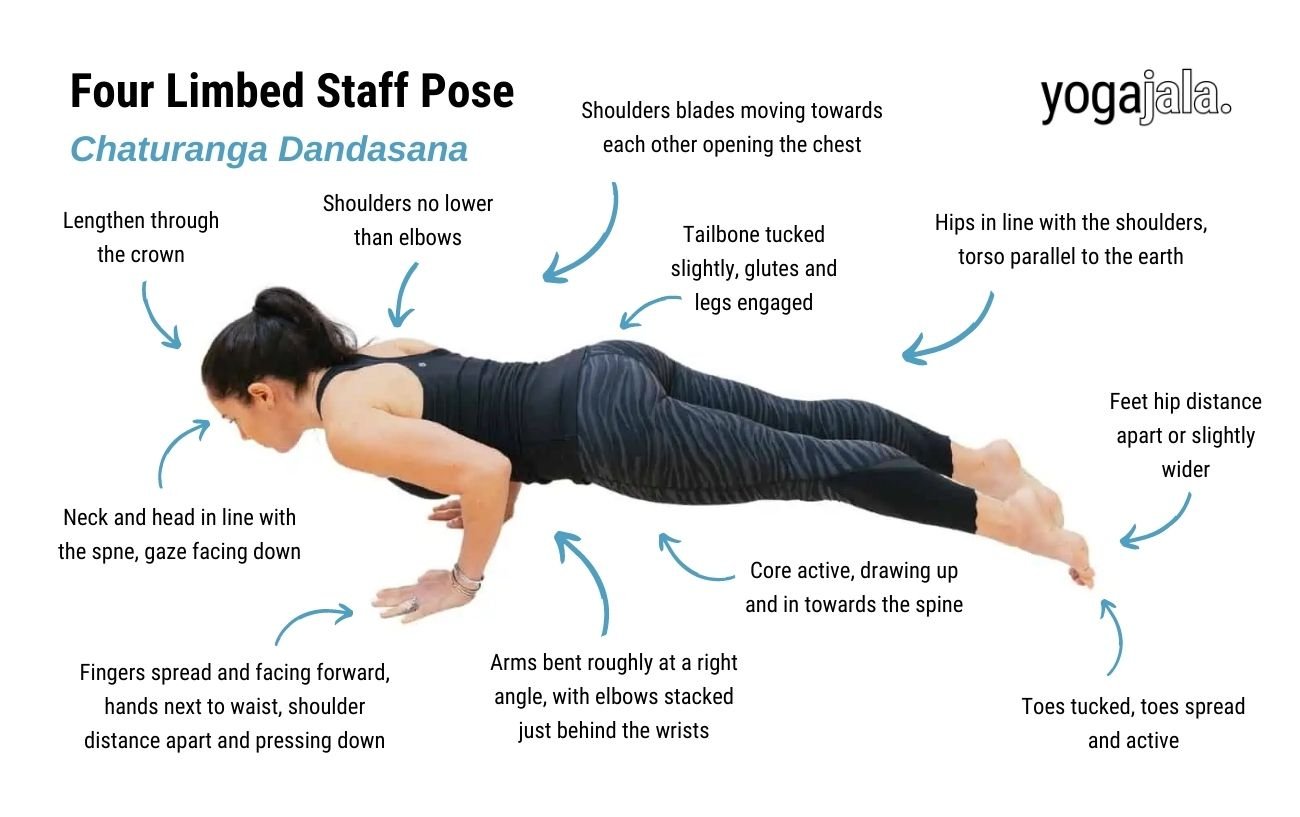 Four Limbed Staff Pose
Chaturanga Dandasana
yogajala.
Shoulders blades moving towards
each other opening the chest
Shoulders no lower
than elbows
Lengthen through
the crown
Tailbone tucked
slightly, glutes and
legs engaged
Hips in line with the shoulders,
torso parallel to the earth
Feet hip distance
apart or slightly
wider
Neck and head in line with
the spne, gaze facing down
Core active, drawing up
and in towards the spine
Fingers spread and facing forward,
hands next to waist, shoulder
distance apart and pressing down
Arms bent roughly at a right
angle, with elbows stacked
just behind the wrists
Toes tucked, toes spread
and active